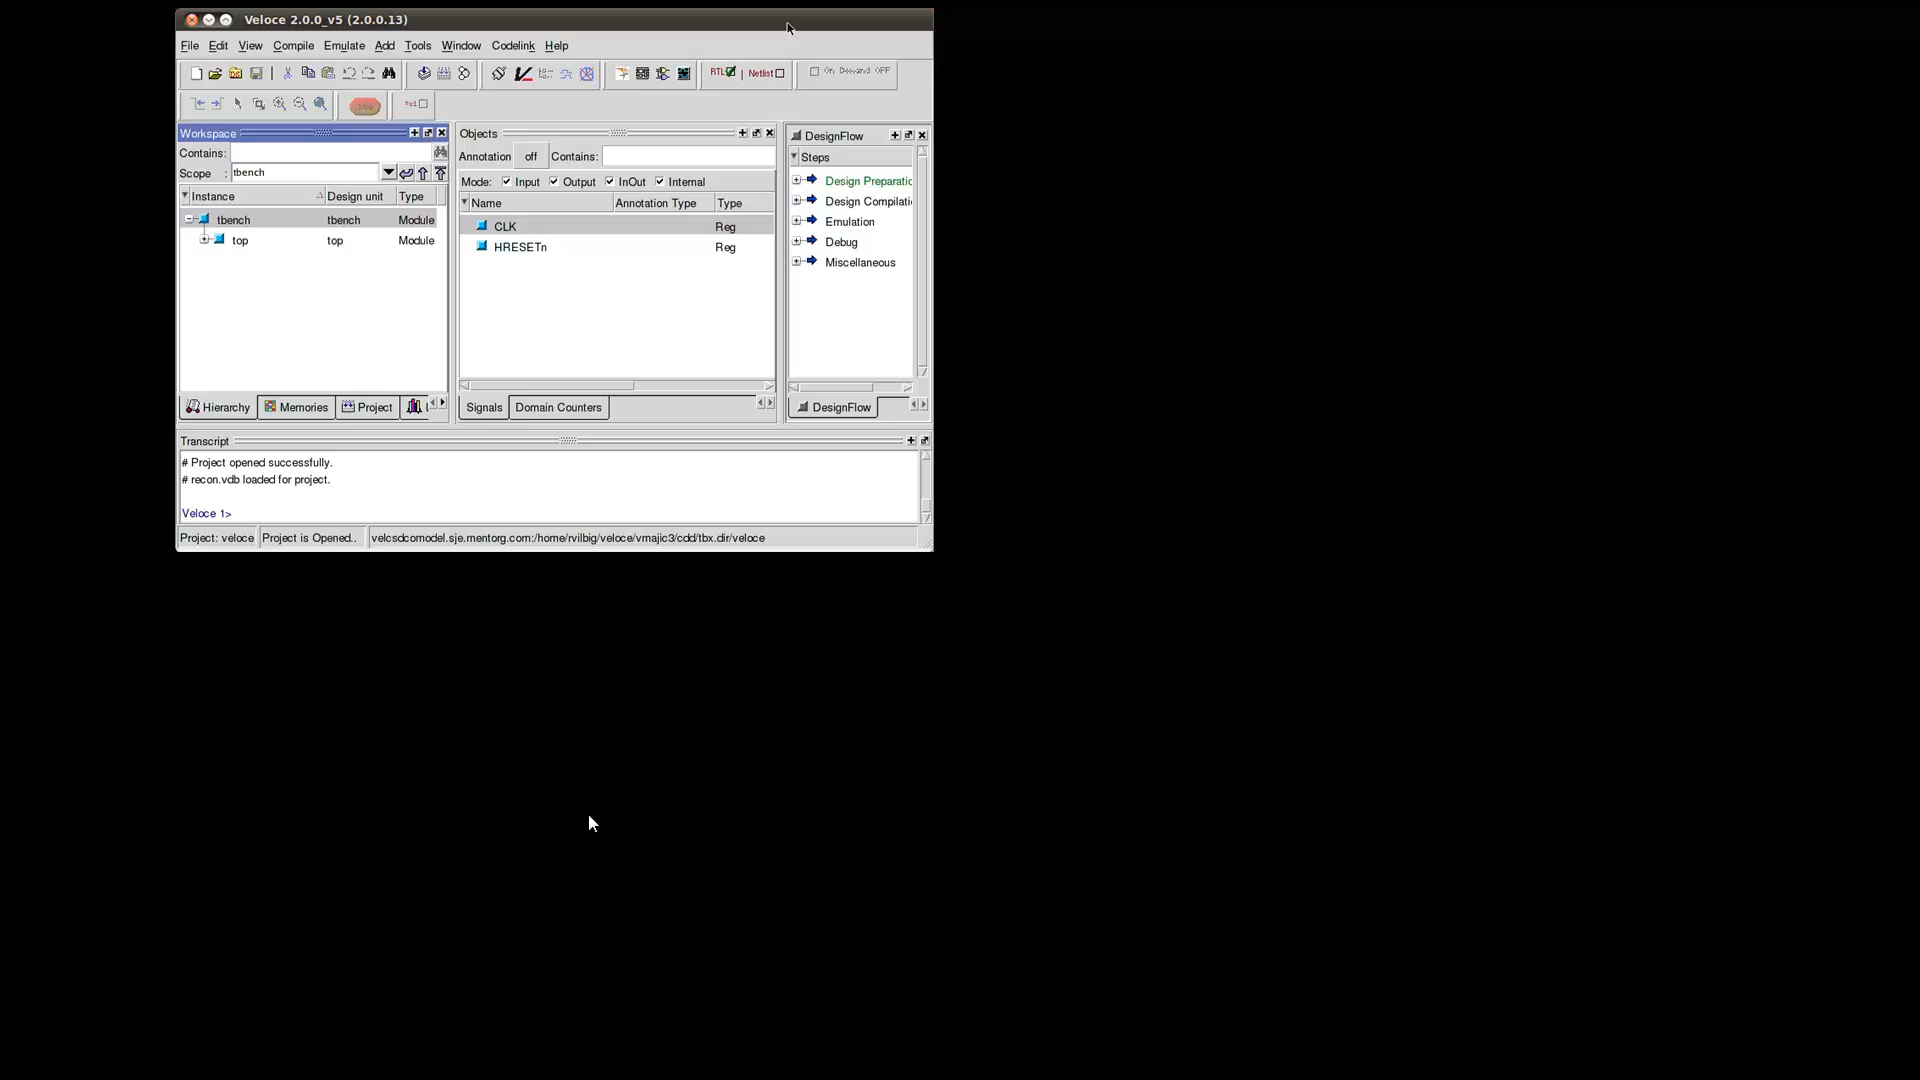 Veloce 2.0.0_v5 (2.0.0.13)
File Edit View Compile Emulate Add Tools Window Codelink Help
RTL Netlist On Demand OFF
Stop
Workspace
Contains:
Scope : tbench
Instance Design unit Type
tbench tbench Module
top top Module
Hierarchy Memories Project
Objects
Annotation off Contains:
Mode: Input Output InOut Internal
Name Annotation Type Type
CLK Reg
HRESETn Reg
Signals Domain Counters
DesignFlow
Steps
Design Preparatic
Design Compilati
Emulation
Debug
Miscellaneous
DesignFlow
Transcript
# Project opened successfully.
# recon.vdb loaded for project.
Veloce 1>
Project: veloce Project is Opened.. velcsdcomodel.sje.mentorg.com:/home/rvilbig/veloce/vmajic3/cdd/tbx.dir/veloce